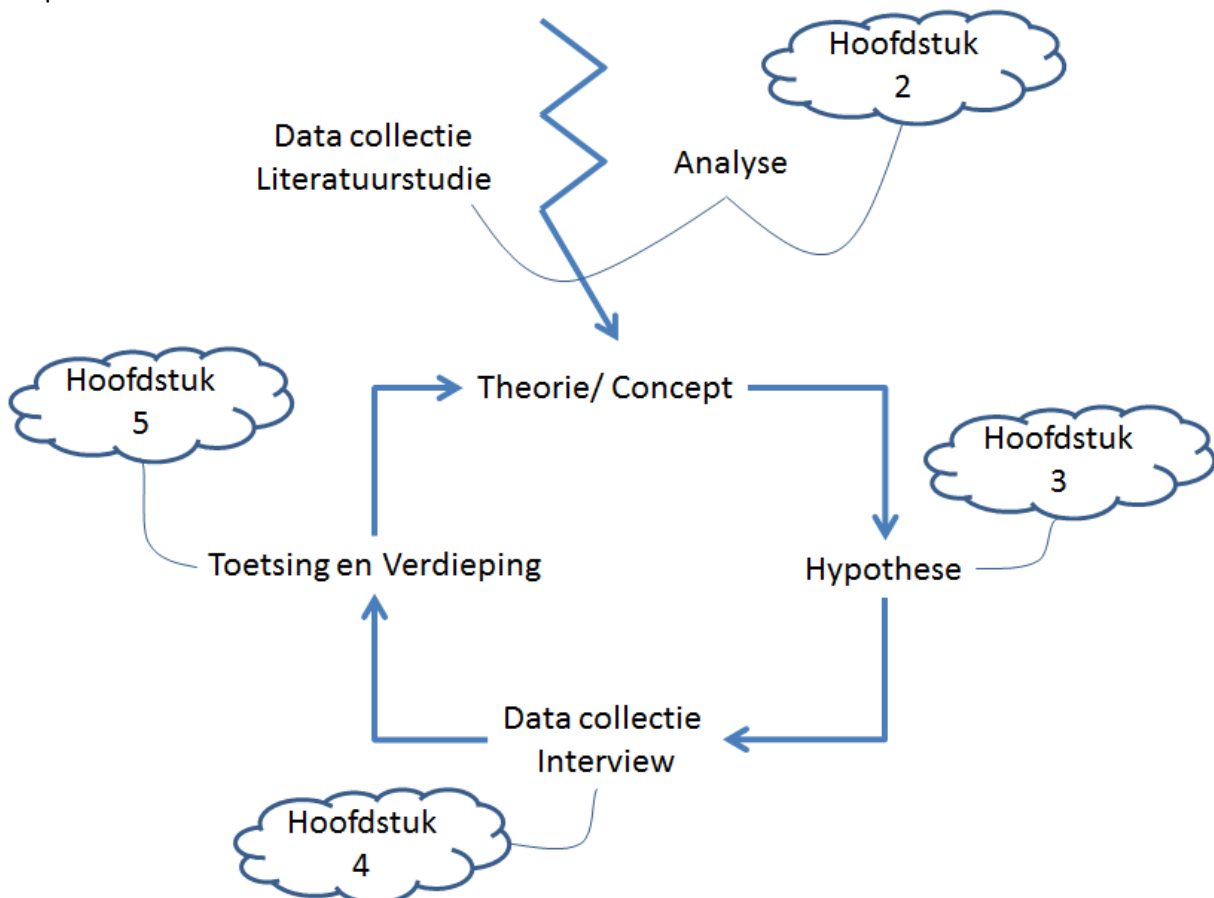 Hoofdstuk
2
Data collectie
Literatuurstudie
Analyse
Hoofdstuk
5
Theorie/ Concept
Hoofdstuk
3
Toetsing en Verdieping
Hypothese
Data collectie
Interview
Hoofdstuk
4